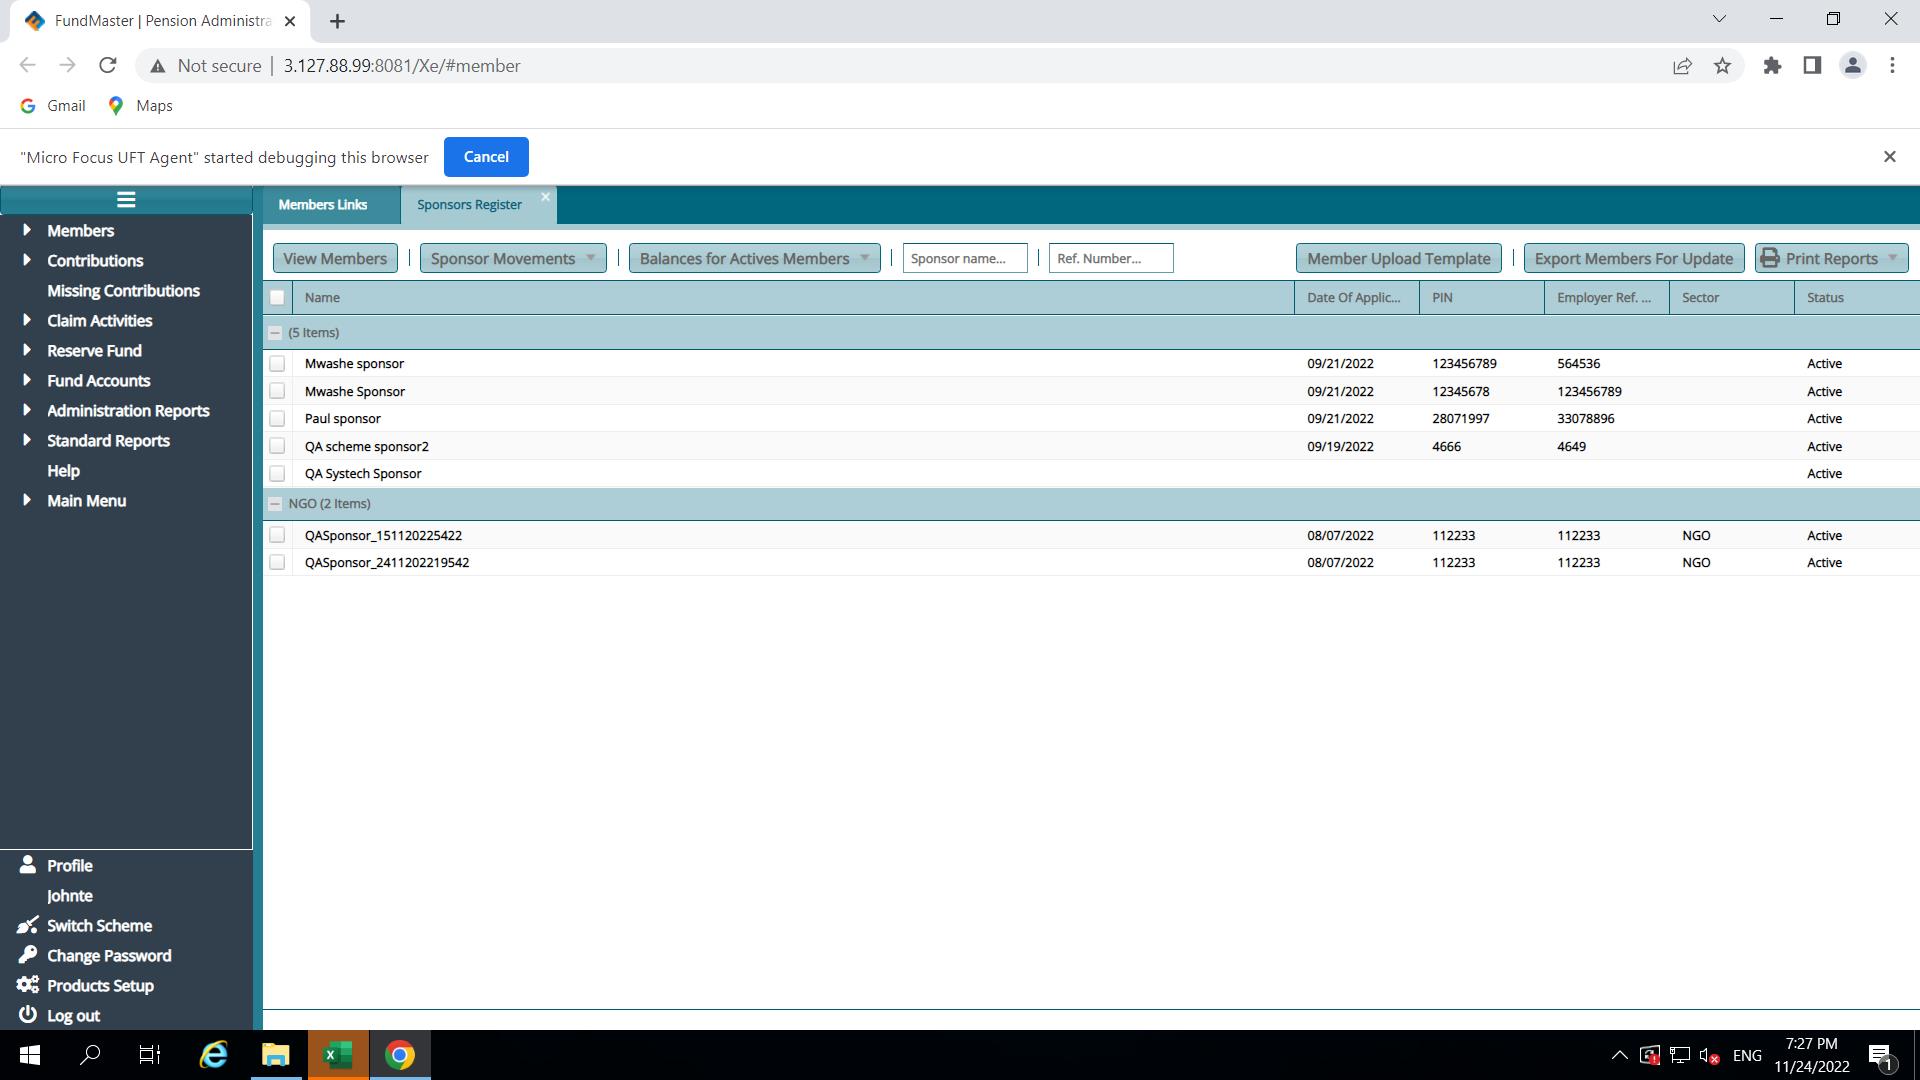 FundMaster | Pension Administra
Not secure | 3.127.88.99:8081/Xe/#member
Gmail Maps
"Micro Focus UFT Agent" started debugging this browser Cancel
Members Links Sponsors Register
Members
Contributions
Missing Contributions
Claim Activities
Reserve Fund
Fund Accounts
Administration Reports
Standard Reports
Help
Main Menu
Profile
Johnte
Switch Scheme
Change Password
Products Setup
Log out
View Members Sponsor Movements Balances for Actives Members Sponsor name... Ref. Number... Member Upload Template Export Members For Update Print Reports
Name Date Of Applic... PIN Employer Ref. ... Sector Status
(5 Items)
Mwashe sponsor 09/21/2022 123456789 564536 Active
Mwashe Sponsor 09/21/2022 12345678 123456789 Active
Paul sponsor 09/21/2022 28071997 33078896 Active
QA scheme sponsor2 09/19/2022 4666 4649 Active
QA Systech Sponsor Active
NGO (2 Items)
QASponsor_151120225422 08/07/2022 112233 112233 NGO Active
QASponsor_2411202219542 08/07/2022 112233 112233 NGO Active
ENG
7:27 PM
11/24/2022
1